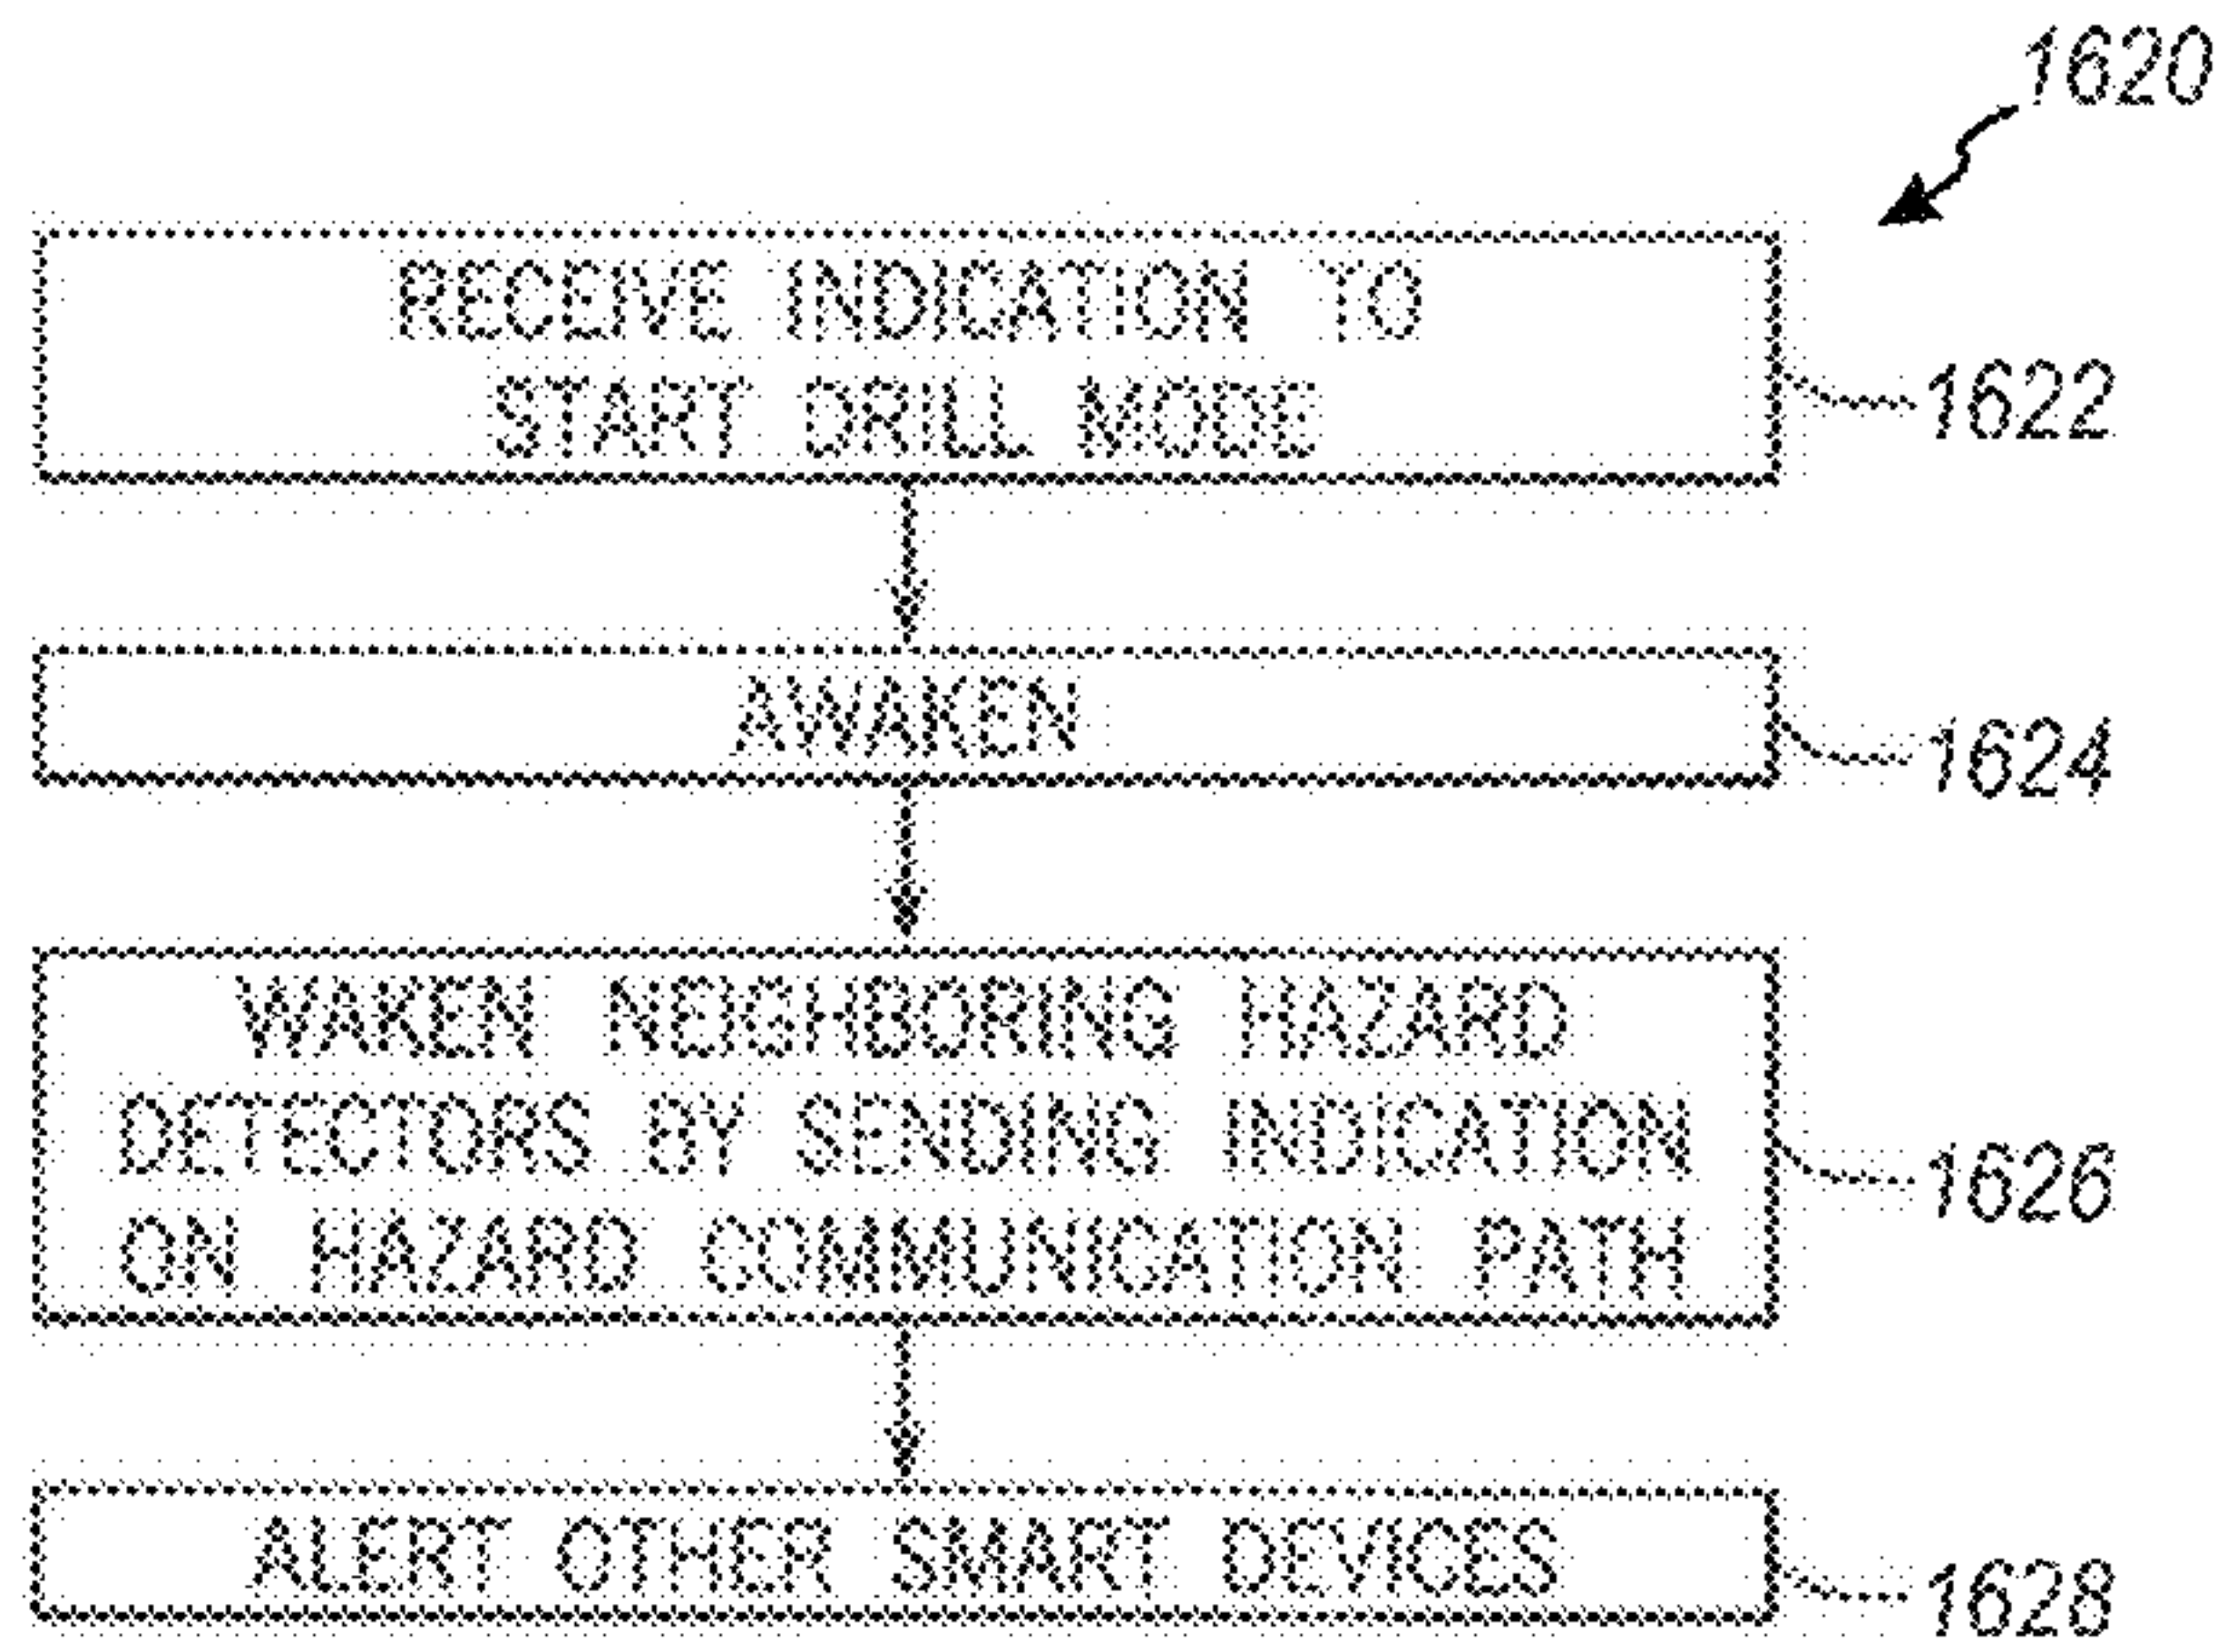 1620
RECEIVE INDICATION TO
START DRILL MODE
1622
AWAKEN
1624
WAKEN NEIGHBORING HAZARD
DETECTORS BY SENDING INDICATION
ON HAZARD COMMUNICATION PATH
1626
ALERT OTHER SMART DEVICES
1628